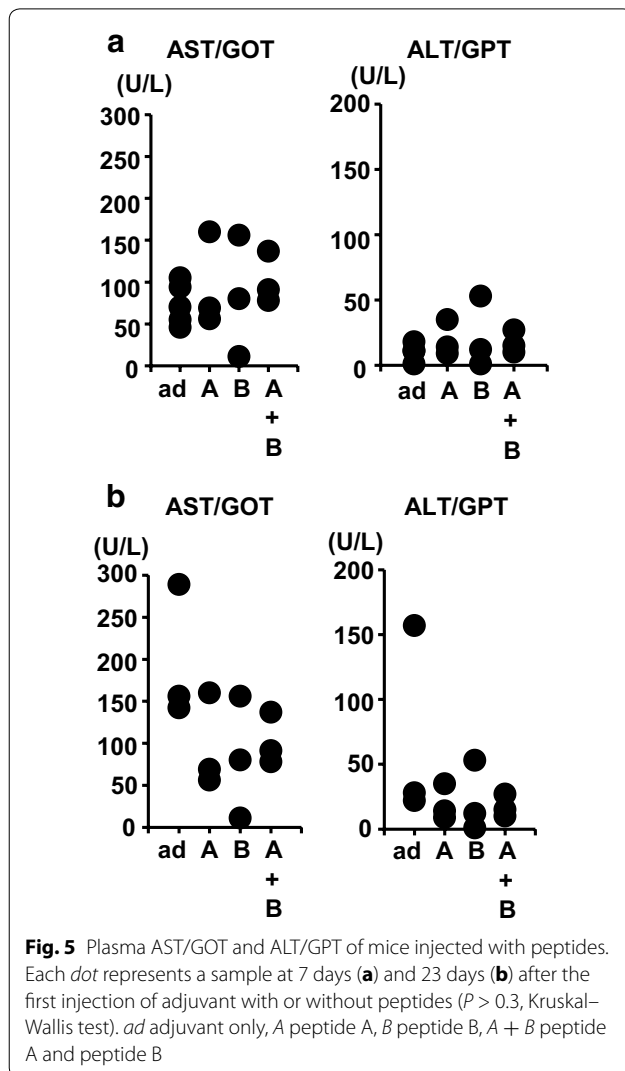 a
AST/GOT
ALT/GPT
(U/L)
(U/L)
300
250
200
150
100
50
0
200
150
100
50
0
ad A B A
+
B
ad A B A
+
B
b
AST/GOT
ALT/GPT
(U/L)
(U/L)
300
250
200
150
100
50
0
200
150
100
50
0
ad A B A
+
B
ad A B A
+
B
Fig. 5 Plasma AST/GOT and ALT/GPT of mice injected with peptides.
Each dot represents a sample at 7 days (a) and 23 days (b) after the
first injection of adjuvant with or without peptides (P > 0.3, Kruskal–
Wallis test). ad adjuvant only, A peptide A, B peptide B, A + B peptide
A and peptide B